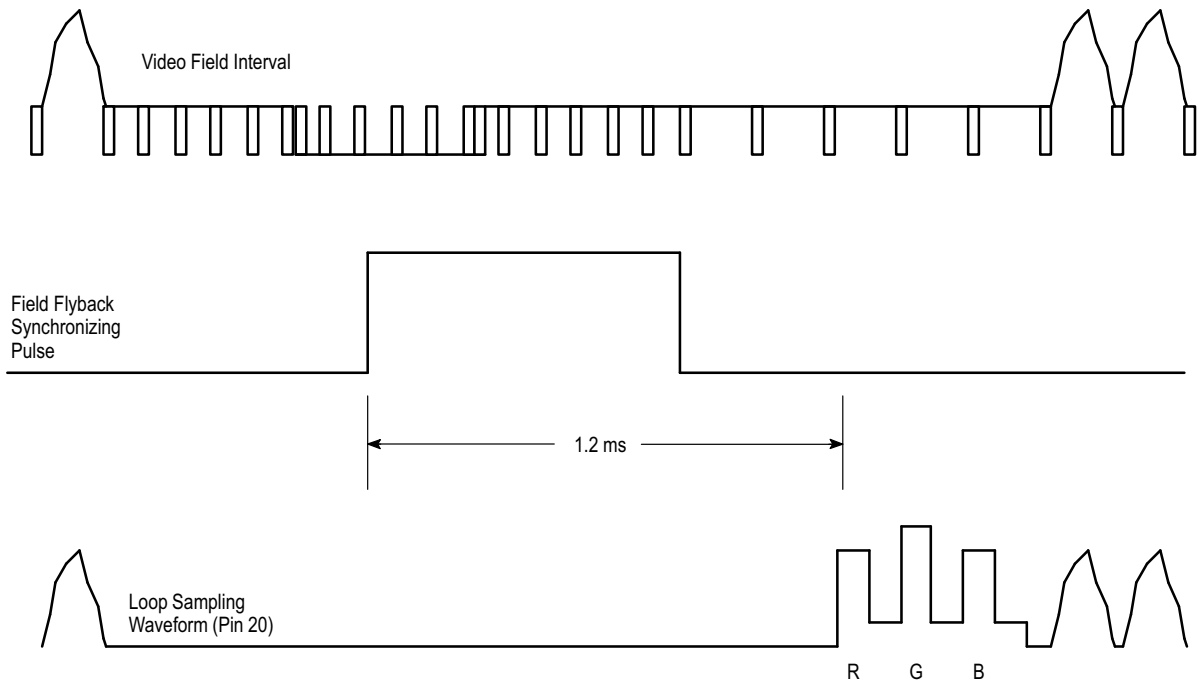 Video Field Interval
Field Flyback
Synchronizing
Pulse
1.2 ms
Loop Sampling
Waveform (Pin 20)
R G B